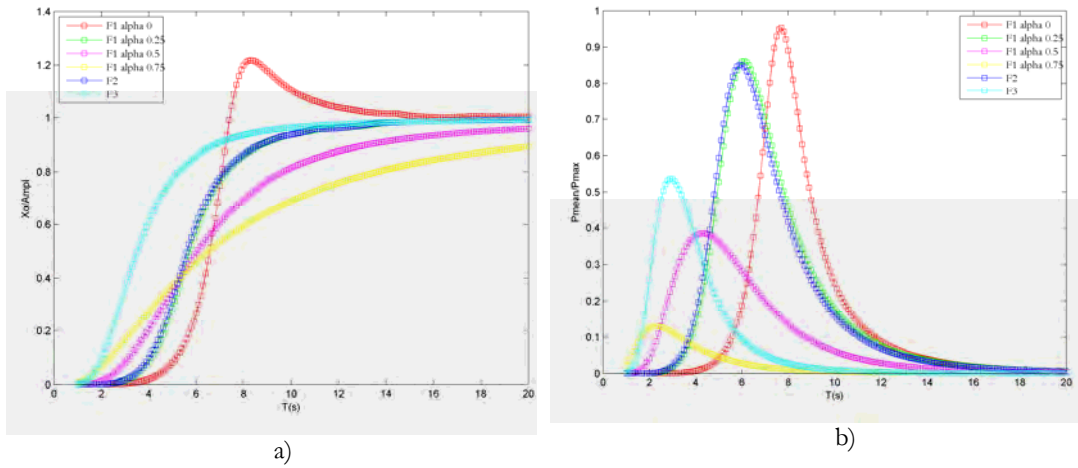 1.4
1.2
1
0.8
0.6
0.4
0.2
0
Xo/Ampl
F1 alpha 0
F1 alpha 0.25
F1 alpha 0.5
F1 alpha 0.75
F2
F3
0 2 4 6 8 10 12 14 16 18 20
T(s)
a)
1
0.9
0.8
0.7
0.6
0.5
0.4
0.3
0.2
0.1
0
Pmean/Pmax
F1 alpha 0
F1 alpha 0.25
F1 alpha 0.5
F1 alpha 0.75
F2
F3
0 2 4 6 8 10 12 14 16 18 20
T(s)
b)